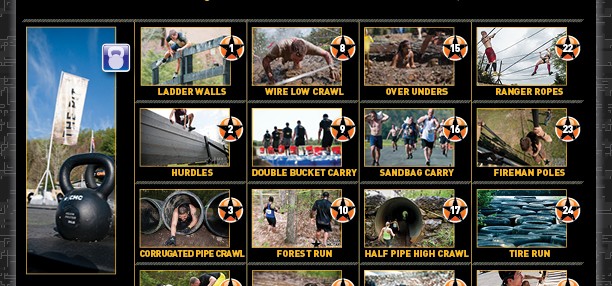 1 8 15 22
LADDER WALLS WIRE LOW CRAWL OVER UNDERS RANGER ROPES
2 9 16 23
HURDLES DOUBLE BUCKET CARRY SANDBAG CARRY FIREMAN POLES
3 10 17 24
CORRUGATED PIPE CRAWL FOREST RUN HALF PIPE HIGH CRAWL TIRE RUN